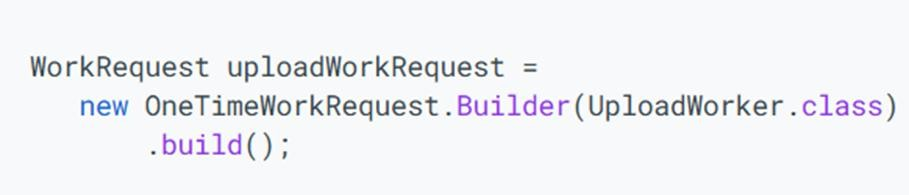 WorkRequest uploadWorkRequest =
new OneTimeWorkRequest.Builder(UploadWorker.class)
.build();